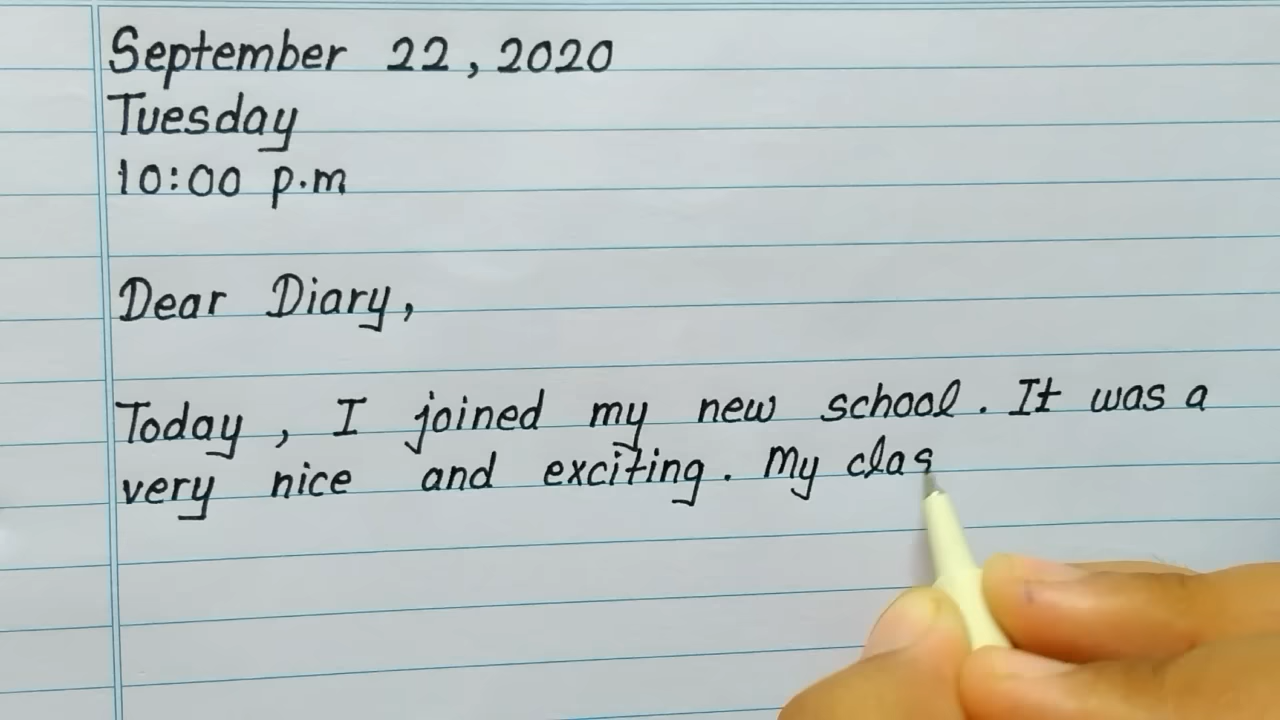 September 22, 2020
Tuesday
10:00 p.m
Dear Diary,
Today, I joined my new school. It was a
very nice and exciting. My clas